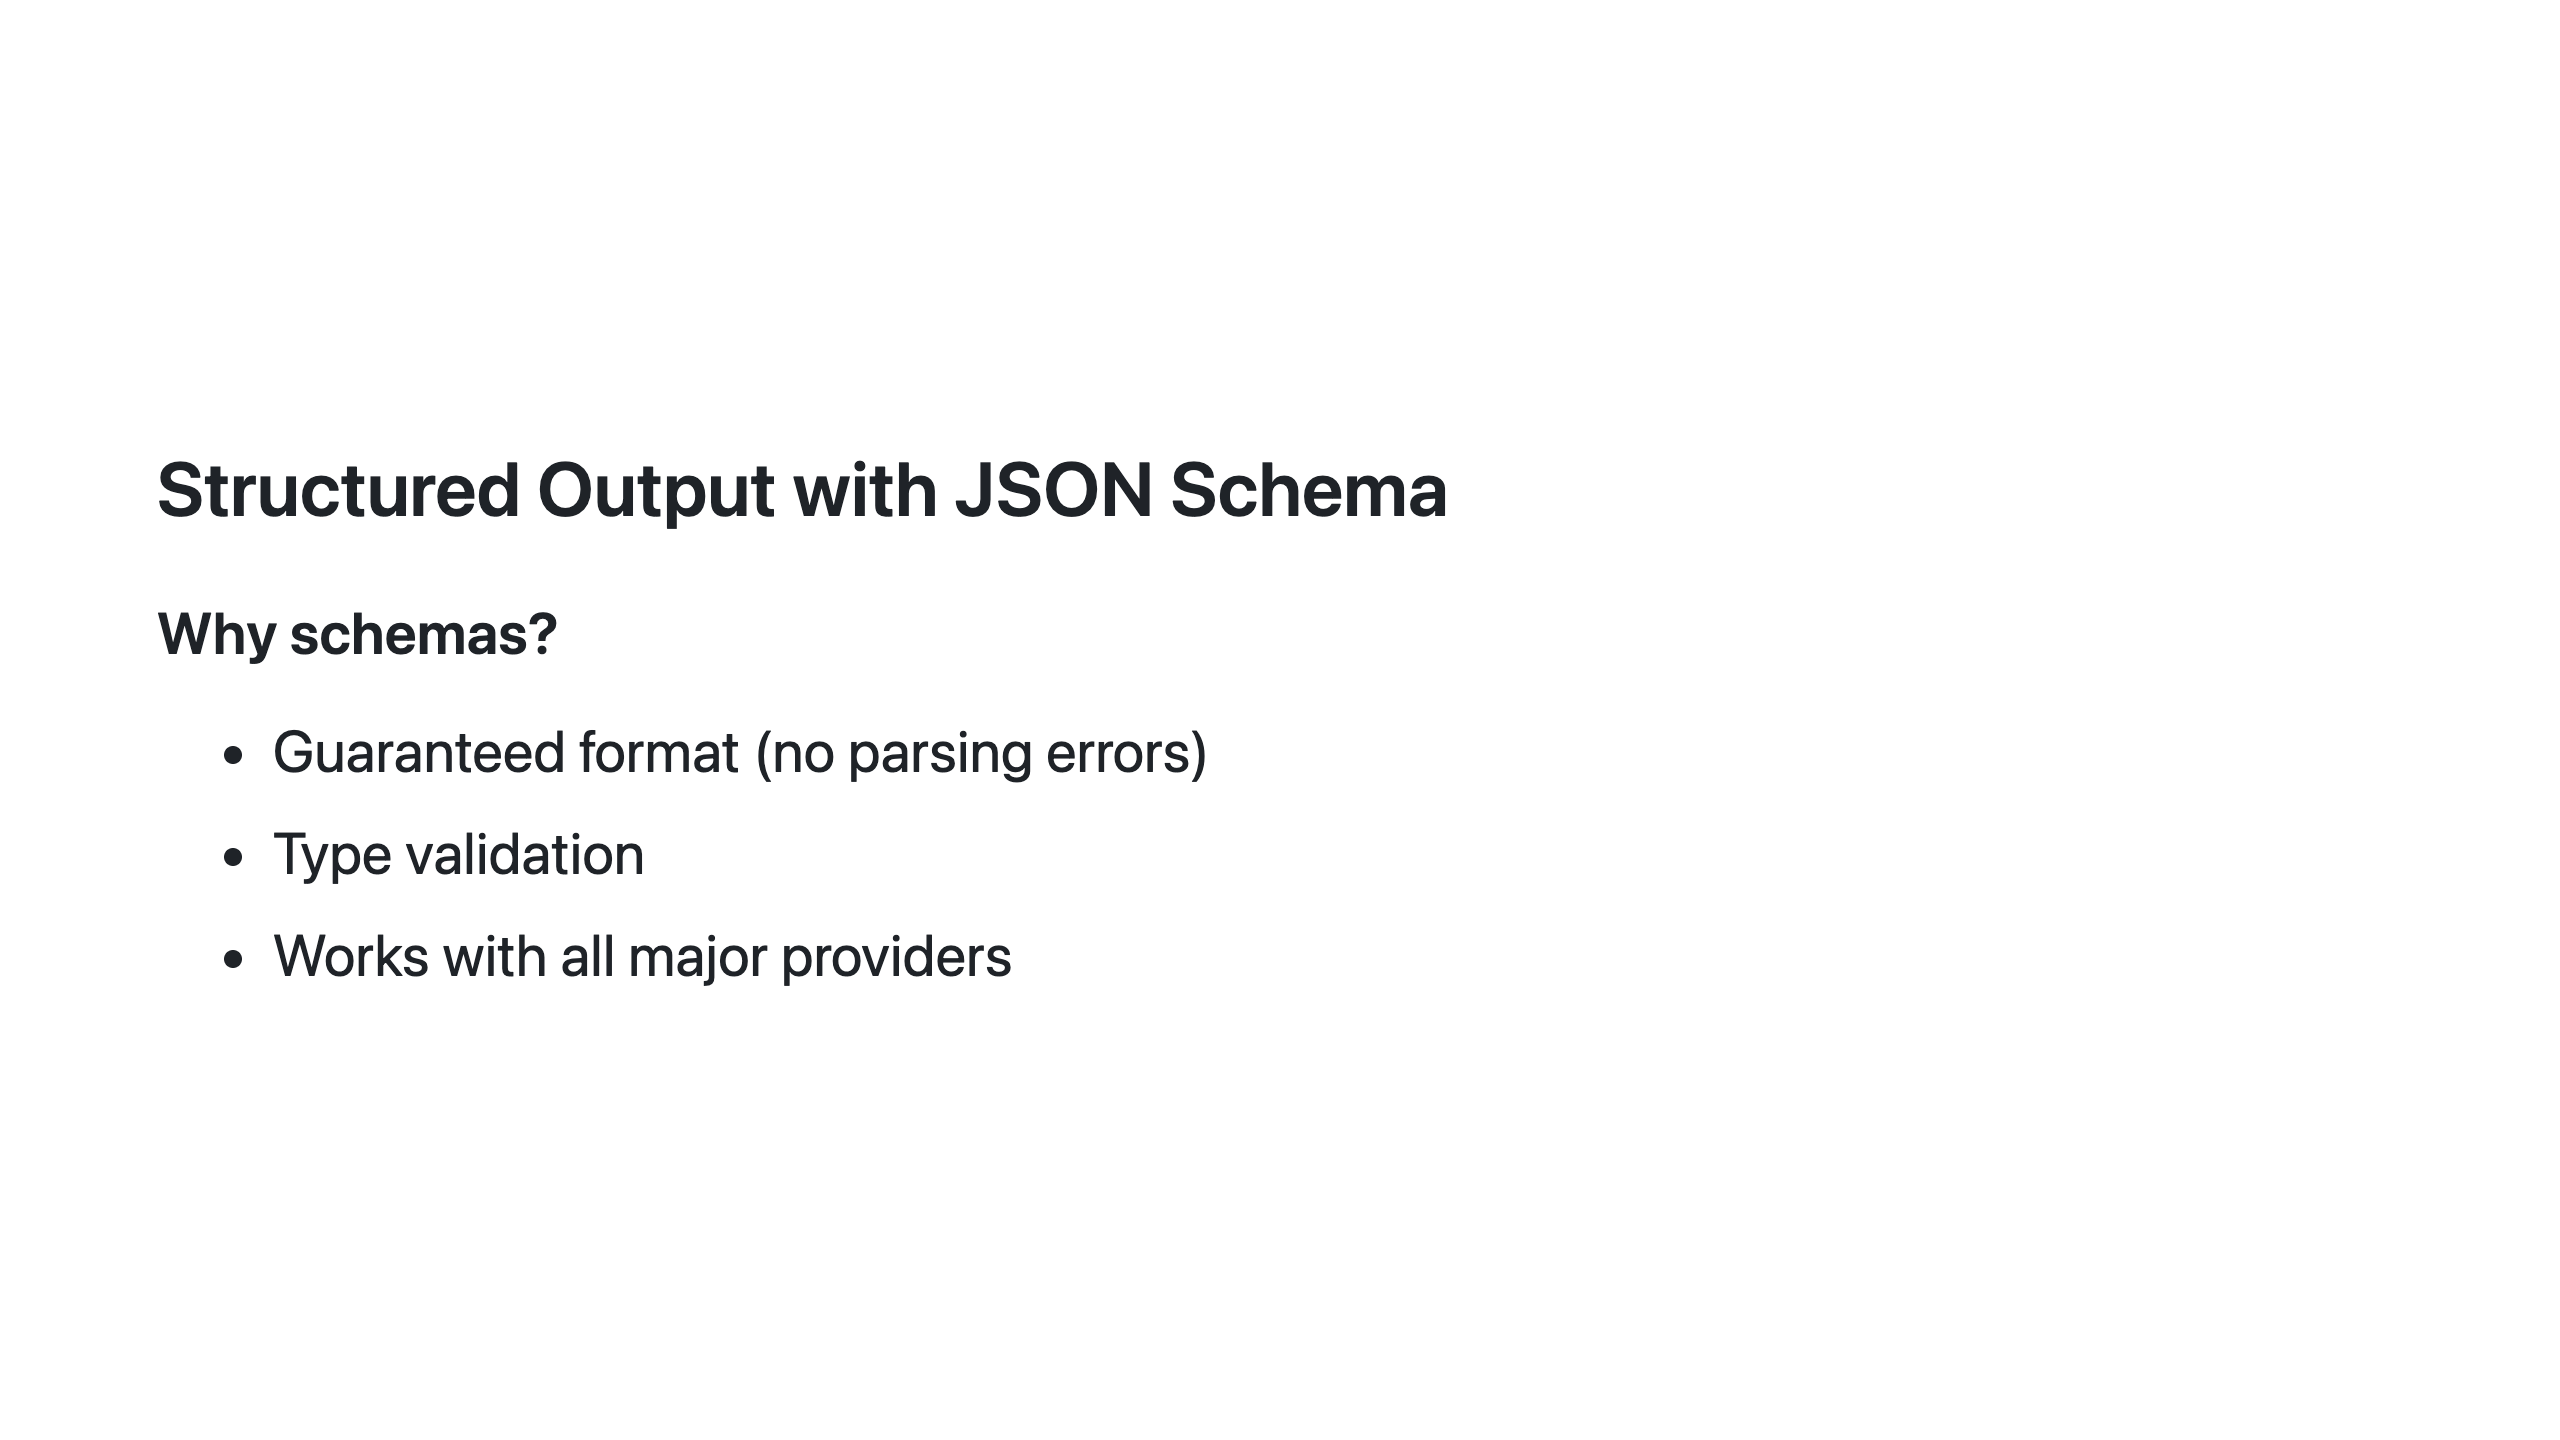 Structured Output with JSON Schema
Why schemas?
• Guaranteed format (no parsing errors)
• Type validation
• Works with all major providers